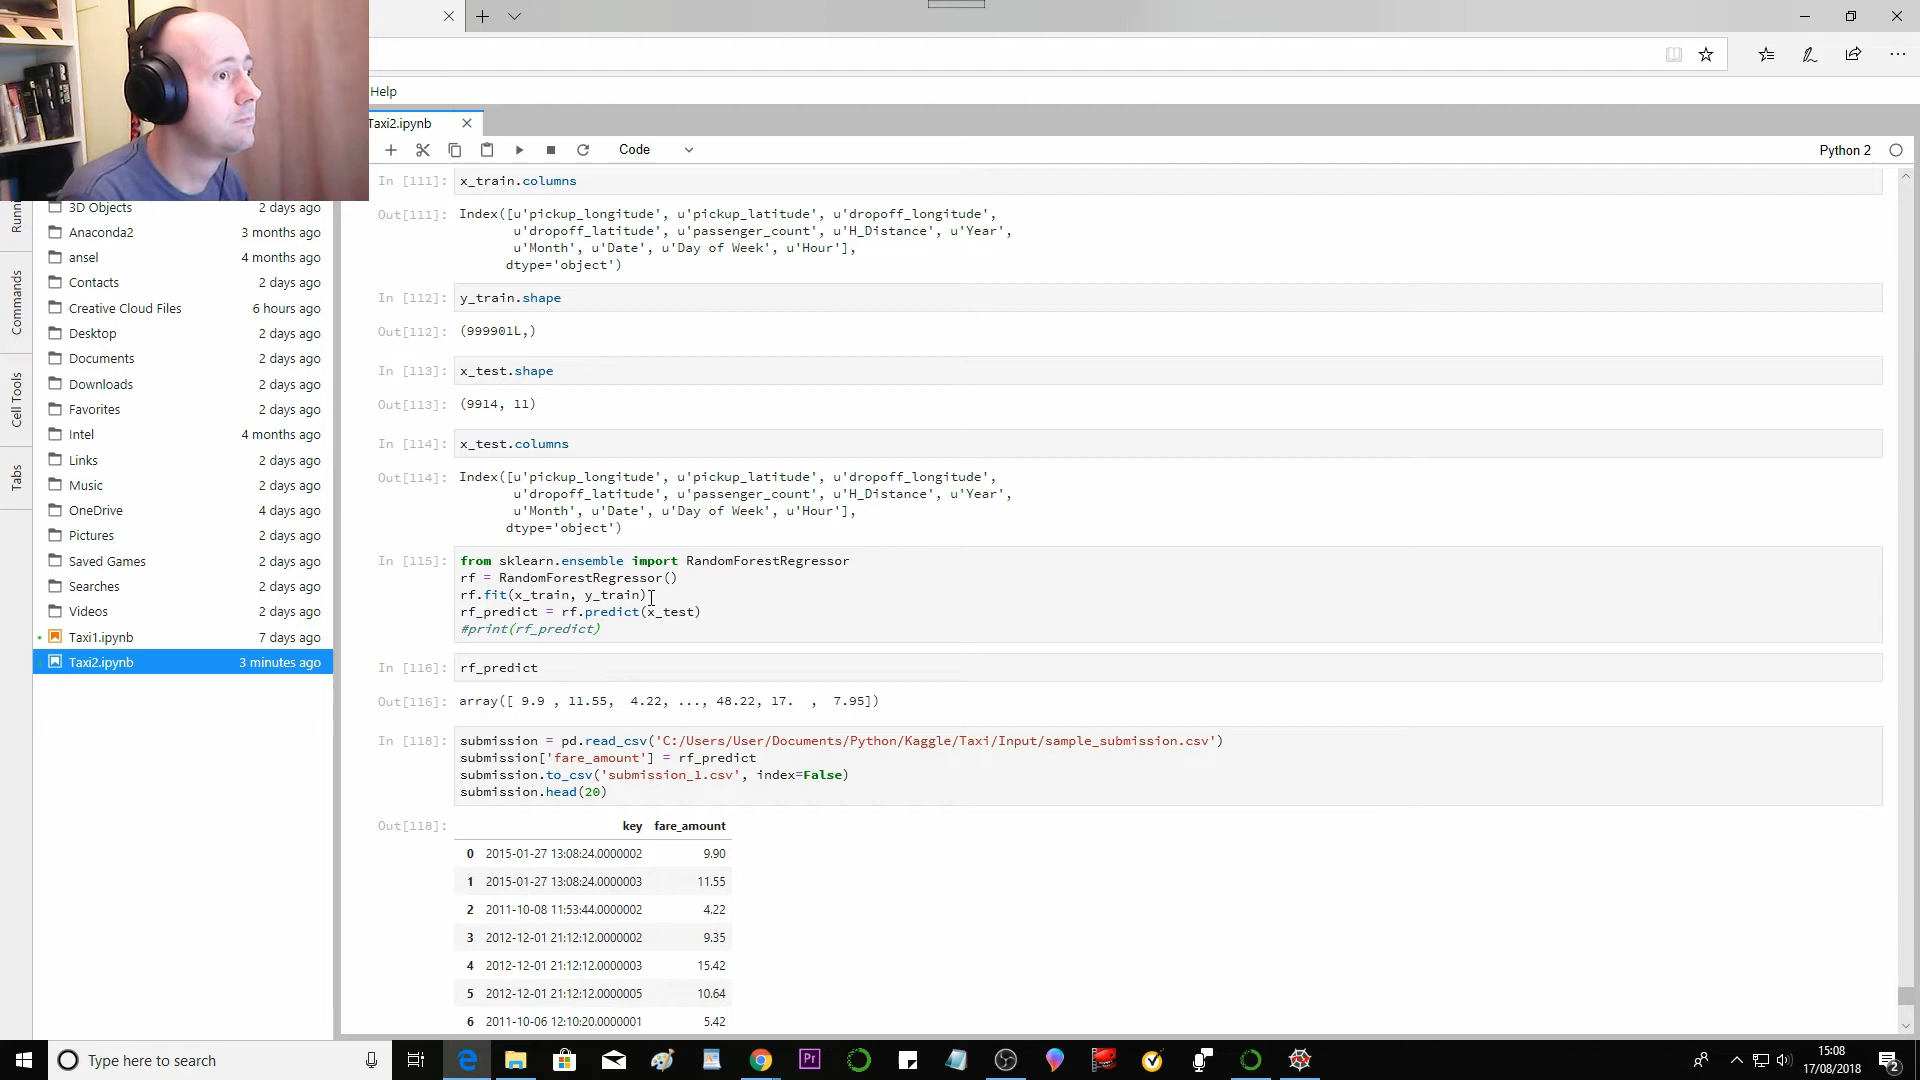 Help
Taxi2.ipynb
Code
Python 2
Commands
Cell Tools
Tabs
3D Objects 2 days ago
Anaconda2 3 months ago
ansel 4 months ago
Contacts 2 days ago
Creative Cloud Files 6 hours ago
Desktop 2 days ago
Documents 2 days ago
Downloads 2 days ago
Favorites 2 days ago
Intel 4 months ago
Links 2 days ago
Music 2 days ago
OneDrive 4 days ago
Pictures 2 days ago
Saved Games 2 days ago
Searches 2 days ago
Videos 2 days ago
Taxi1.ipynb 7 days ago
Taxi2.ipynb 3 minutes ago
In [111]: x_train.columns
Out[111]: Index([u'pickup_longitude', u'pickup_latitude', u'dropoff_longitude',
u'dropoff_latitude', u'passenger_count', u'H_Distance', u'Year',
u'Month', u'Date', u'Day of Week', u'Hour'],
dtype='object')
In [112]: y_train.shape
Out[112]: (999901L,)
In [113]: x_test.shape
Out[113]: (9914, 11)
In [114]: x_test.columns
Out[114]: Index([u'pickup_longitude', u'pickup_latitude', u'dropoff_longitude',
u'dropoff_latitude', u'passenger_count', u'H_Distance', u'Year',
u'Month', u'Date', u'Day of Week', u'Hour'],
dtype='object')
In [115]: from sklearn.ensemble import RandomForestRegressor
rf = RandomForestRegressor()
rf.fit(x_train, y_train)
rf_predict = rf.predict(x_test)
#print(rf_predict)
In [116]: rf_predict
Out[116]: array([ 9.9 , 11.55,  4.22, ..., 48.22, 17.  ,  7.95])
In [118]: submission = pd.read_csv('C:/Users/User/Documents/Python/Kaggle/Taxi/Input/sample_submission.csv')
submission['fare_amount'] = rf_predict
submission.to_csv('submission_1.csv', index=False)
submission.head(20)
Out[118]: key fare_amount
0 2015-01-27 13:08:24.0000002 9.90
1 2015-01-27 13:08:24.0000003 11.55
2 2011-10-08 11:53:44.0000002 4.22
3 2012-12-01 21:12:12.0000002 9.35
4 2012-12-01 21:12:12.0000003 15.42
5 2012-12-01 21:12:12.0000005 10.64
6 2011-10-06 12:10:20.0000001 5.42
Type here to search
Pr
15:08
17/08/2018
2